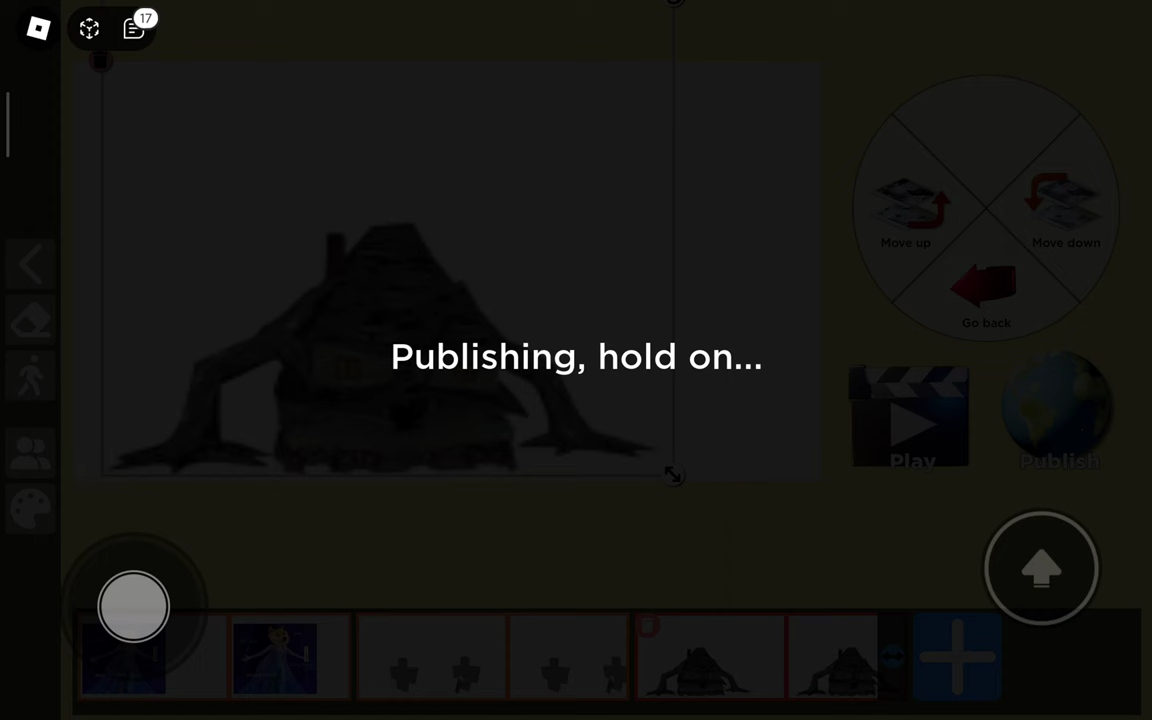 17
Move up
Move down
Go back
Publishing, hold on...
Play
Publish